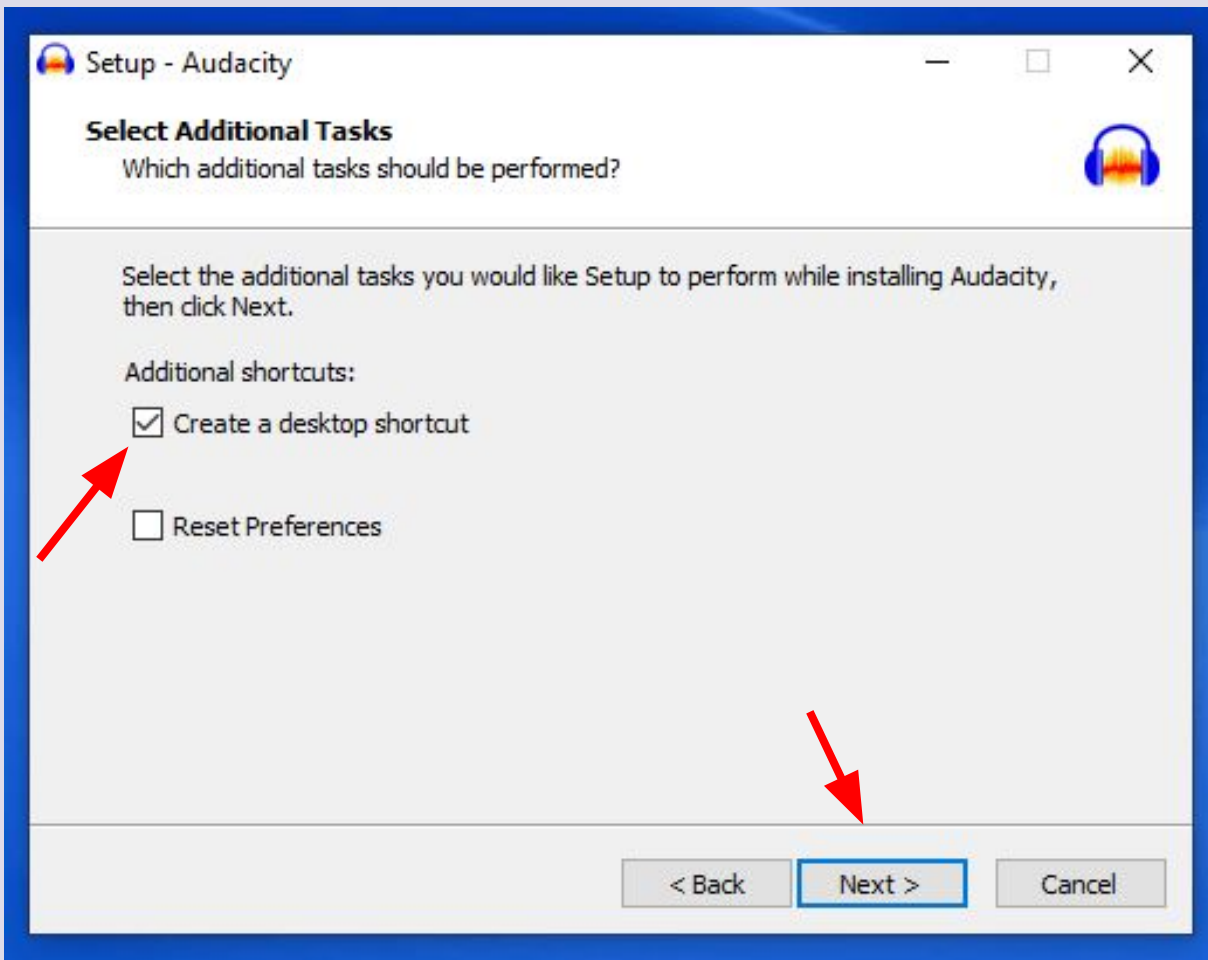 Setup - Audacity
Select Additional Tasks
Which additional tasks should be performed?
Select the additional tasks you would like Setup to perform while installing Audacity,
then click Next.
Additional shortcuts:
Create a desktop shortcut
Reset Preferences
< Back Next > Cancel